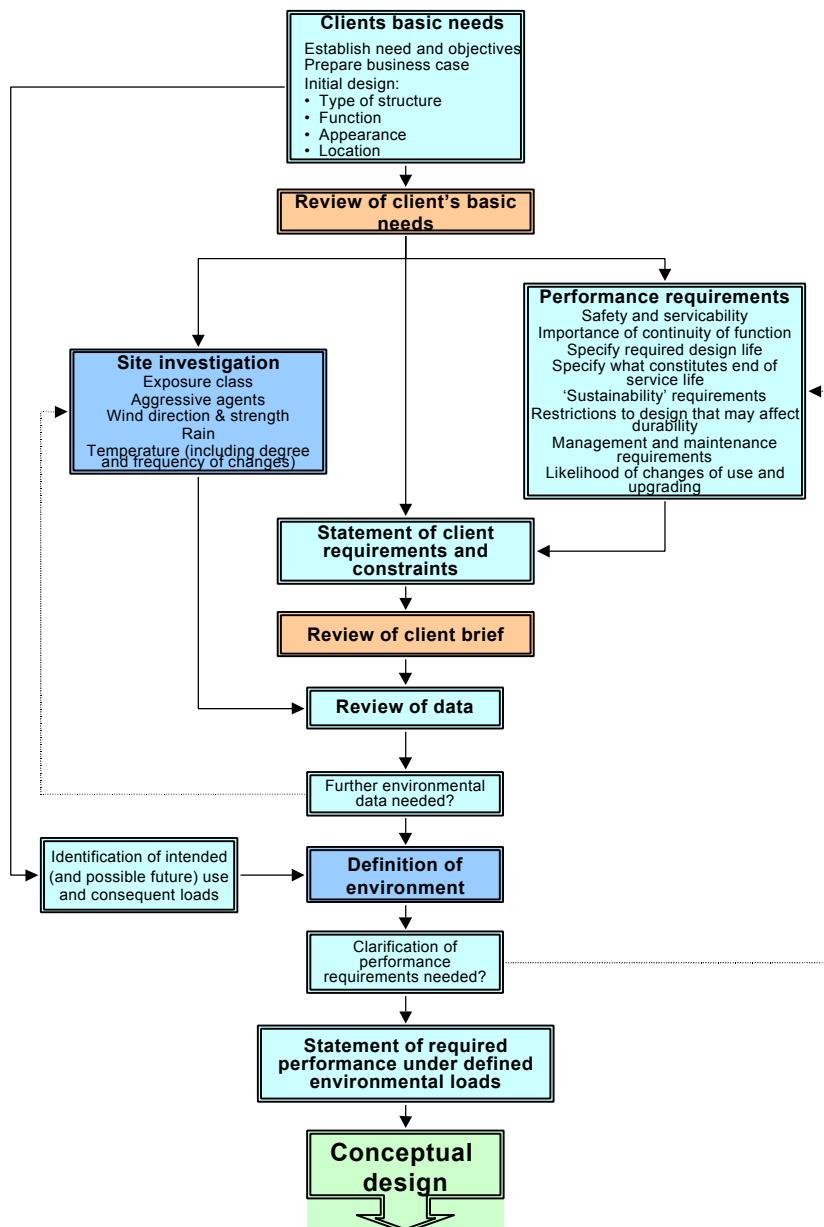 Clients basic needs
Establish need and objectives
Prepare business case
Initial design:
• Type of structure
• Function
• Appearance
• Location
Review of client's basic
needs
Performance requirements
Safety and servicability
Importance of continuity of function
Specify required design life
Specify what constitutes end of
service life
'Sustainability' requirements
Restrictions to design that may affect
durability
Management and maintenance
requirements
Likelihood of changes of use and
upgrading
Site investigation
Exposure class
Aggressive agents
Wind direction & strength
Rain
Temperature (including degree
and frequency of changes)
Statement of client
requirements and
constraints
Review of client brief
Review of data
Further environmental
data needed?
Identification of intended
(and possible future) use
and consequent loads
Definition of
environment
Clarification of
performance
requirements needed?
Statement of required
performance under defined
environmental loads
Conceptual
design